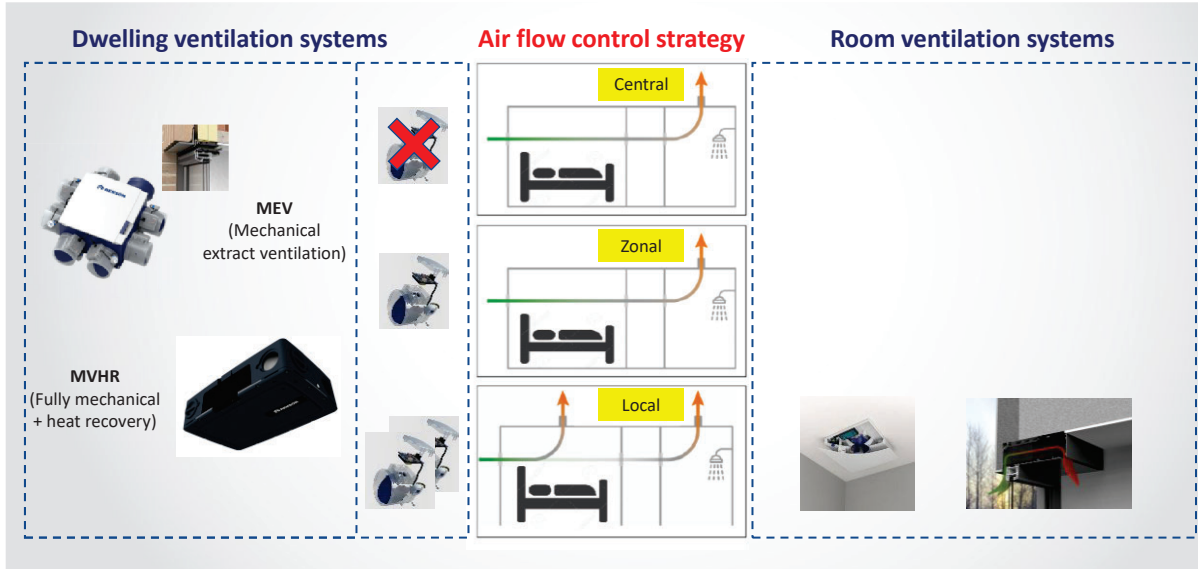 Dwelling ventilation systems
Air flow control strategy
Room ventilation systems
MEV
(Mechanical
extract ventilation)
MVHR
(Fully mechanical
+ heat recovery)
Central
Zonal
Local